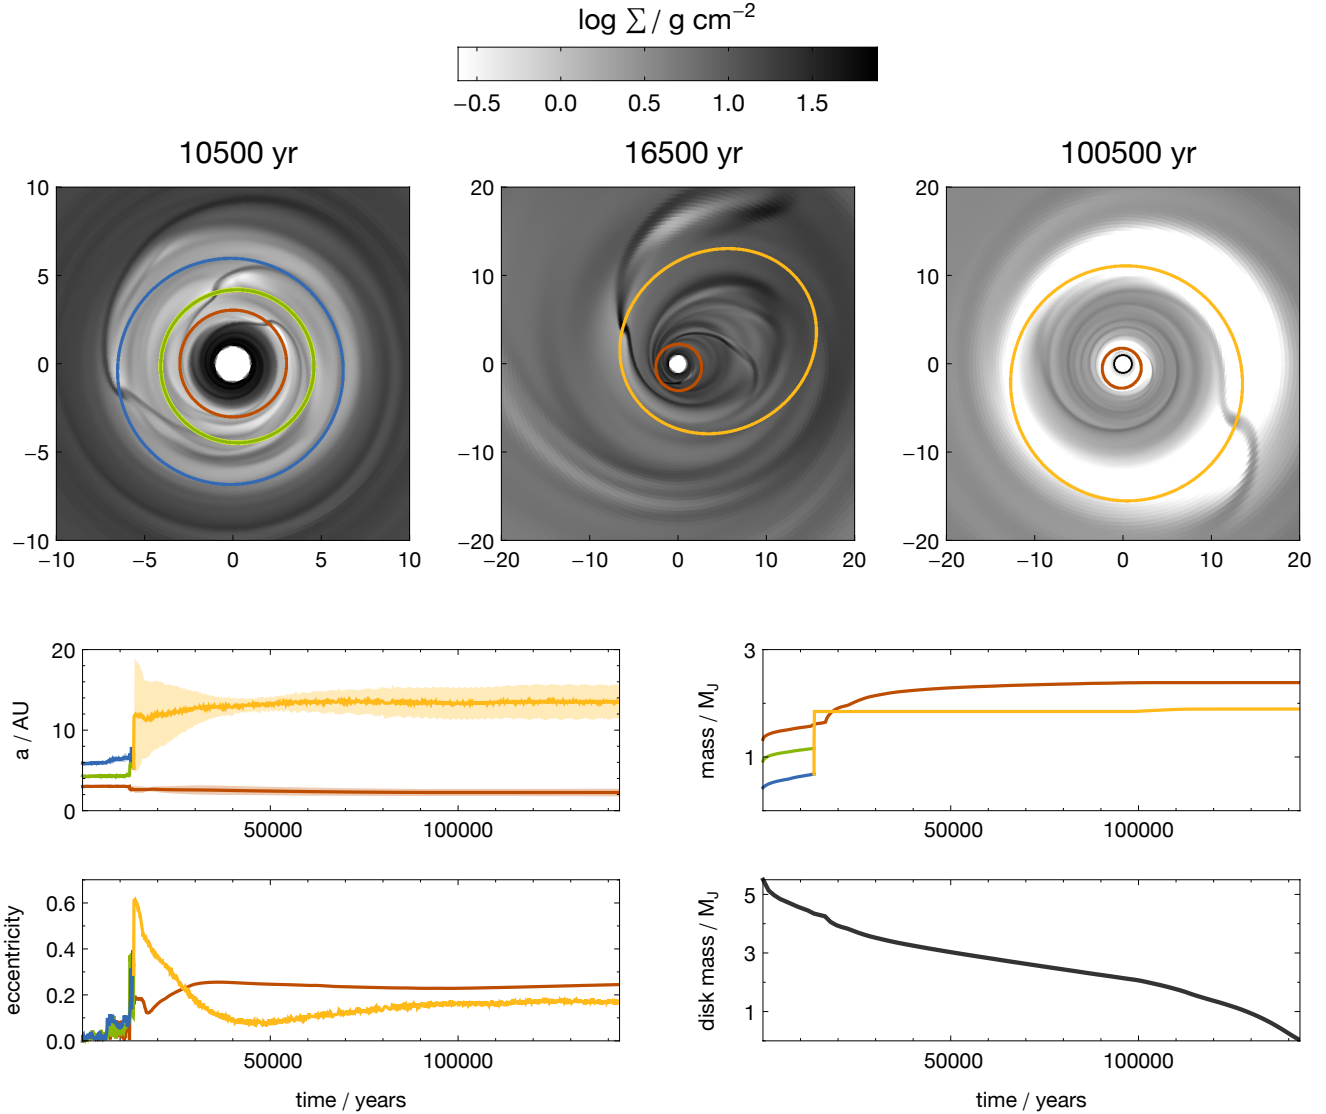 log ∑ / g cm⁻²
−0.5 0.0 0.5 1.0 1.5
10500 yr 16500 yr 100500 yr
10 20 20
5 10 10
0 0 0
−5 −10 −10
−10 −20 −20
−10 −5 0 5 10 −20 −10 0 10 20 −20 −10 0 10 20
a / AU
20
10
0
50000 100000
mass / M_J
3
1
50000 100000
eccentricity
0.6
0.4
0.2
0.0
50000 100000
time / years
disk mass / M_J
5
3
1
50000 100000
time / years